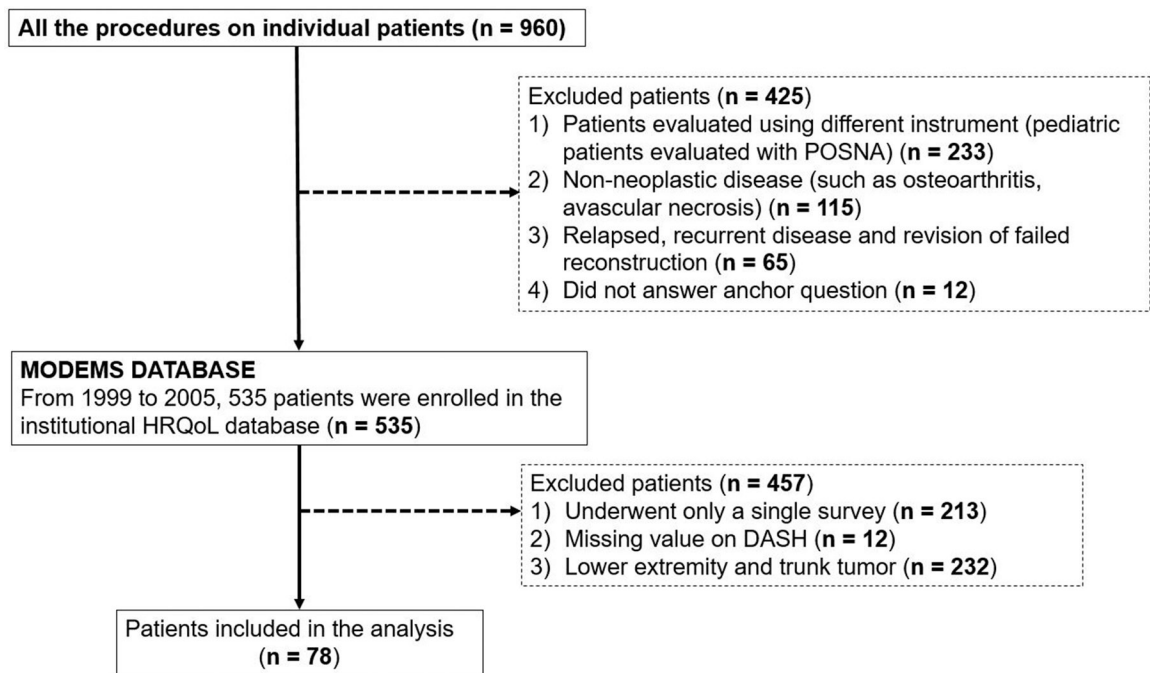 All the procedures on individual patients (n = 960)
Excluded patients (n = 425)
1) Patients evaluated using different instrument (pediatric
patients evaluated with POSNA) (n = 233)
2) Non-neoplastic disease (such as osteoarthritis,
avascular necrosis) (n = 115)
3) Relapsed, recurrent disease and revision of failed
reconstruction (n = 65)
4) Did not answer anchor question (n = 12)
MODEMS DATABASE
From 1999 to 2005, 535 patients were enrolled in the
institutional HRQoL database (n = 535)
Excluded patients (n = 457)
1) Underwent only a single survey (n = 213)
2) Missing value on DASH (n = 12)
3) Lower extremity and trunk tumor (n = 232)
Patients included in the analysis
(n = 78)